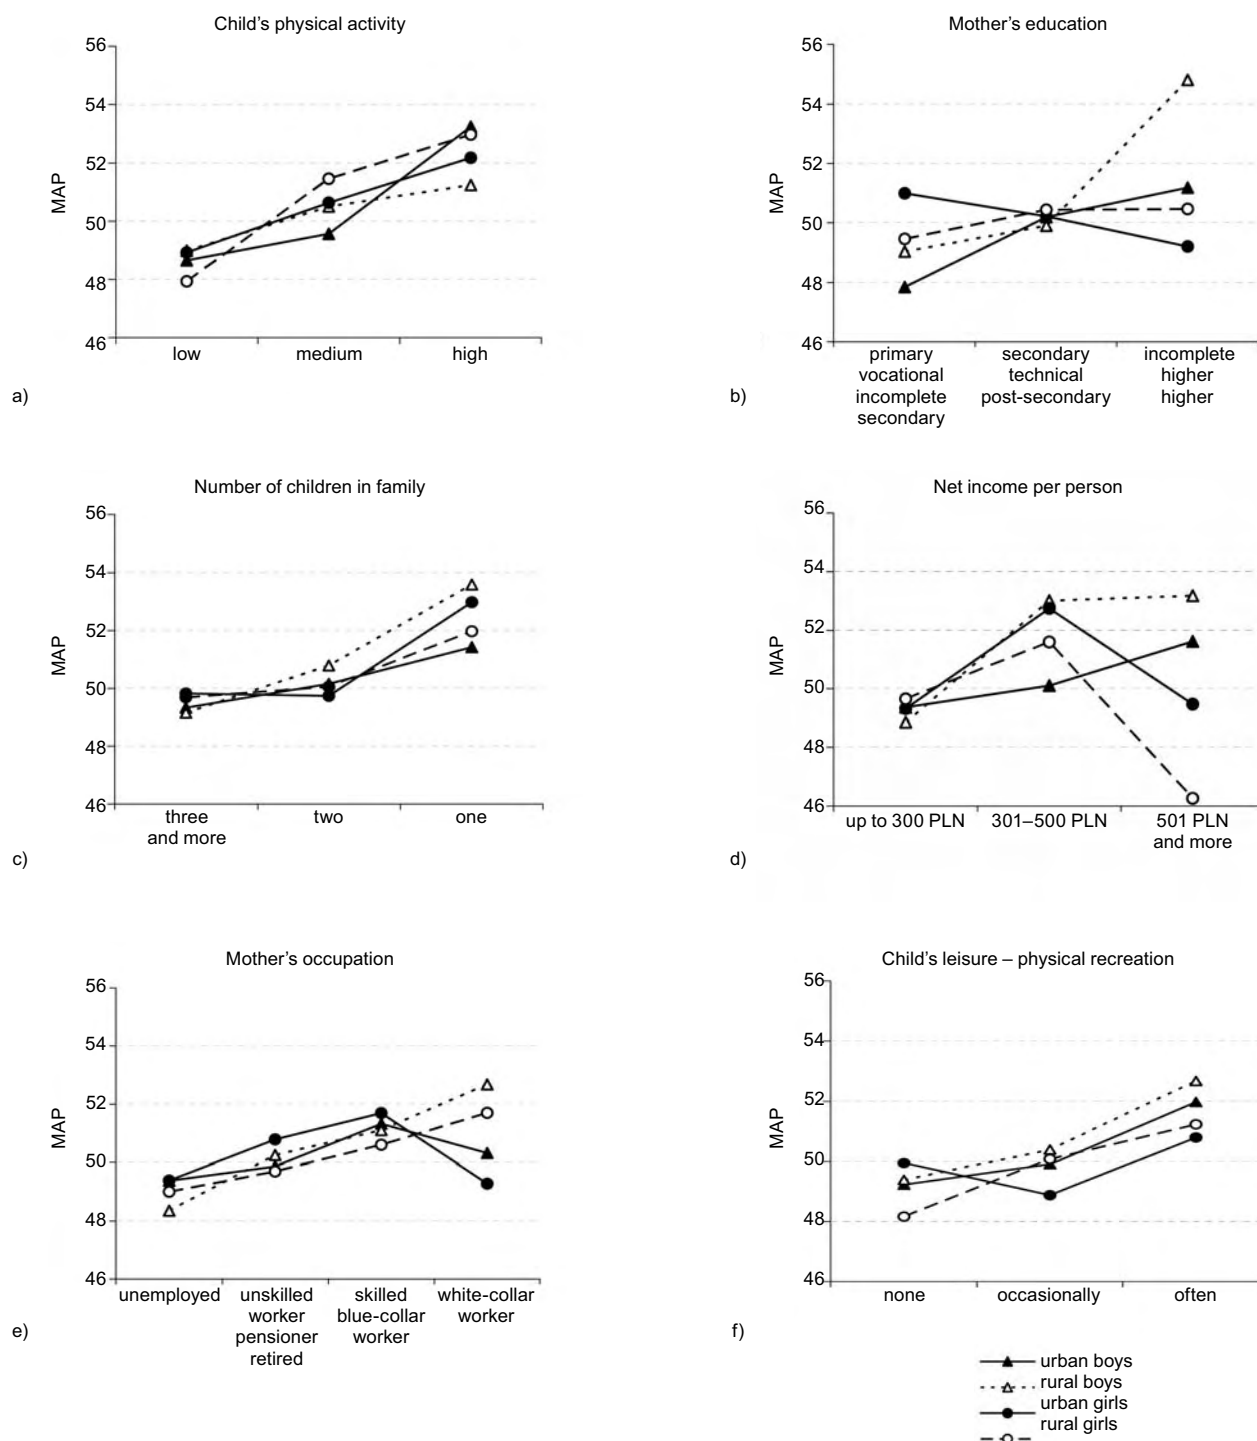 Child's physical activity
56
54
52
50
48
46
MAP
low medium high
a)
Mother's education
56
54
52
50
48
46
MAP
primary
vocational
incomplete
secondary
secondary
technical
post-secondary
incomplete
higher
higher
b)
Number of children in family
56
54
52
50
48
46
MAP
three
and more
two
one
c)
Net income per person
56
54
52
50
48
46
MAP
up to 300 PLN
301–500 PLN
501 PLN
and more
d)
Mother's occupation
56
54
52
50
48
46
MAP
unemployed
unskilled
worker
pensioner
retired
skilled
blue-collar
worker
white-collar
worker
e)
Child's leisure – physical recreation
56
54
52
50
48
46
MAP
none occasionally often
f)
urban boys
rural boys
urban girls
rural girls